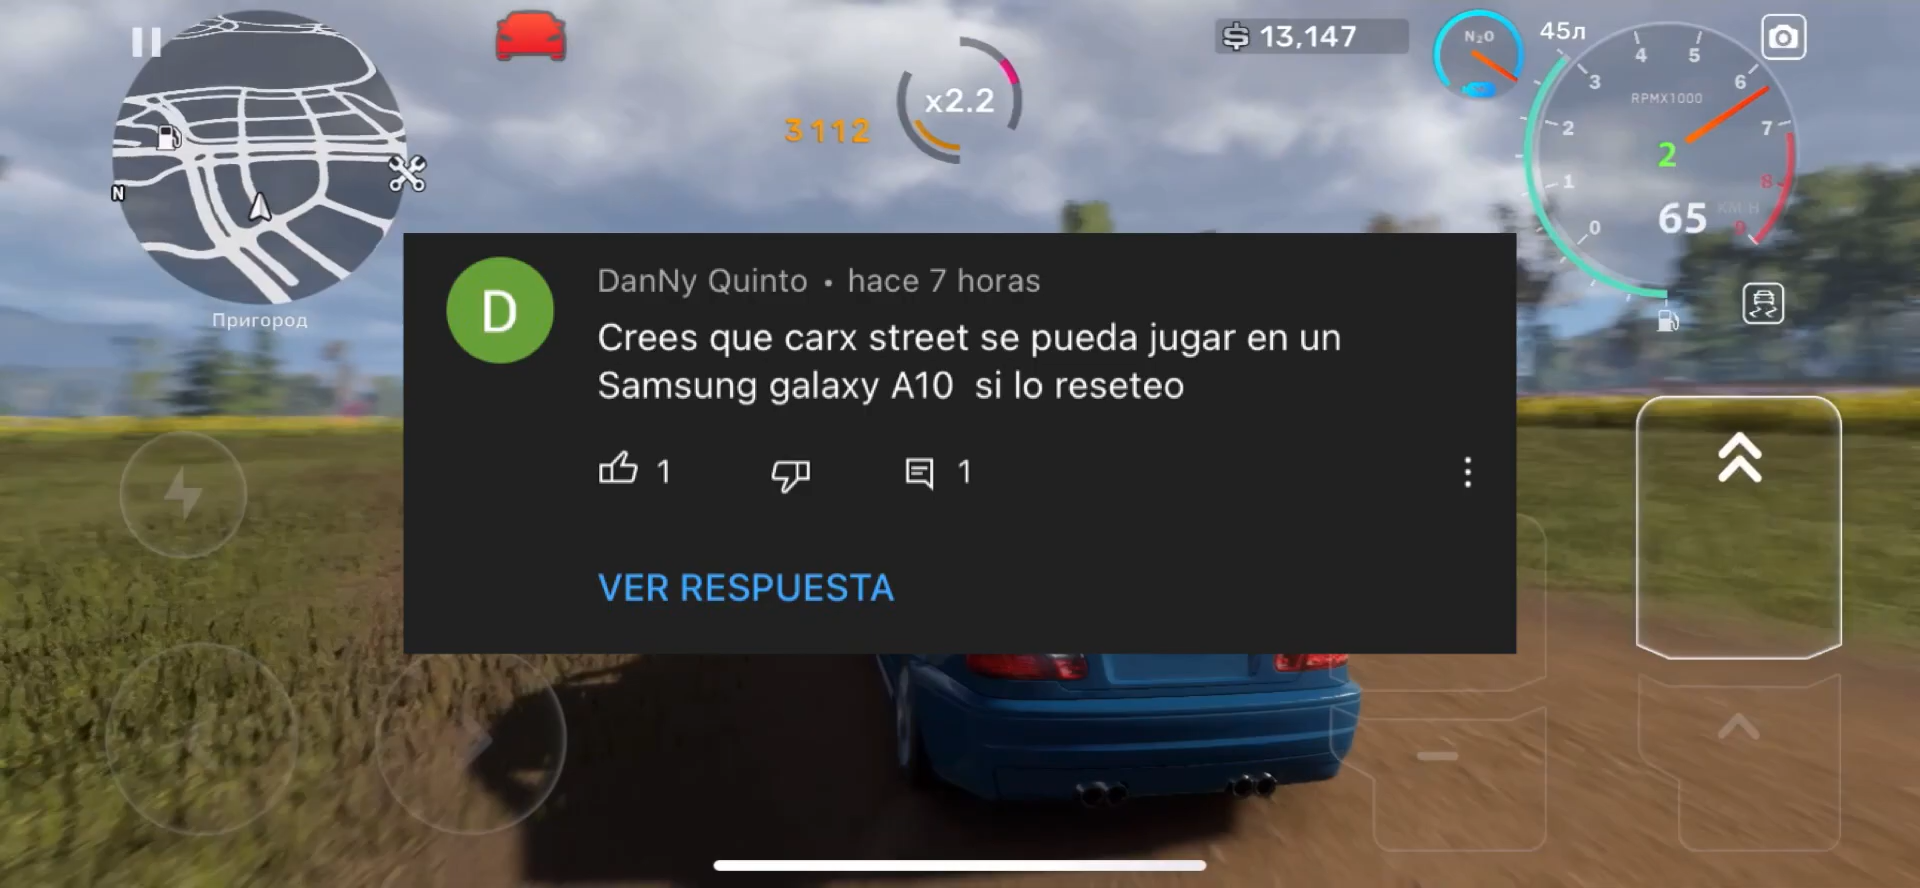 13,147
N₂O
45л
4
5
3
6
RPMX1000
x2.2
3112
2
7
2
1
8
N
65
KM H
0
9
DanNy Quinto • hace 7 horas
Пригород
D
Crees que carx street se pueda jugar en un
Samsung galaxy A10 si lo reseteo
1
1
VER RESPUESTA